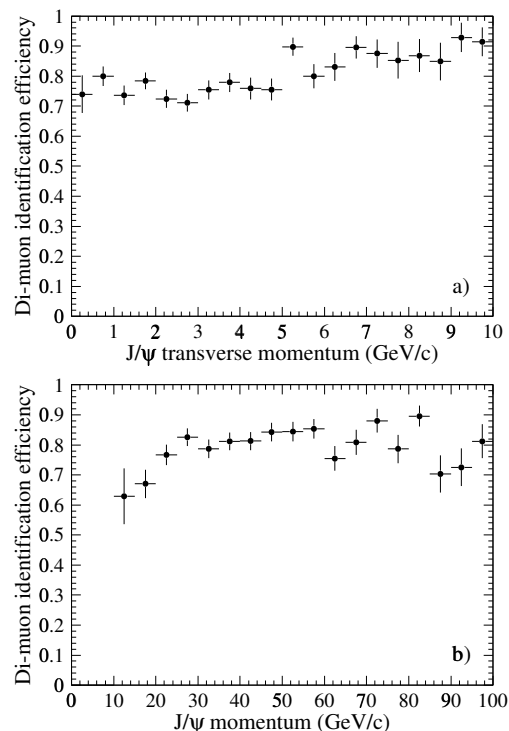 Di-muon identification efficiency
1
0.9
0.8
0.7
0.6
0.5
0.4
0.3
0.2
0.1
0
a)
0 1 2 3 4 5 6 7 8 9 10
J/ψ transverse momentum (GeV/c)
Di-muon identification efficiency
1
0.9
0.8
0.7
0.6
0.5
0.4
0.3
0.2
0.1
0
b)
0 10 20 30 40 50 60 70 80 90 100
J/ψ momentum (GeV/c)